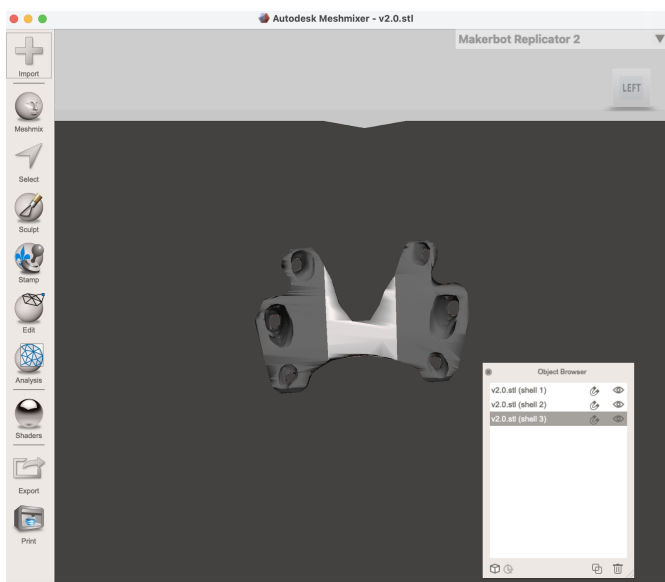 Autodesk Meshmixer - v2.0.stl
Makerbot Replicator 2
LEFT
Import
Meshmix
Select
Sculpt
Stamp
Edit
Analysis
Shaders
Export
Print
Object Browser
v2.0.stl (shell 1)
v2.0.stl (shell 2)
v2.0.stl (shell 3)